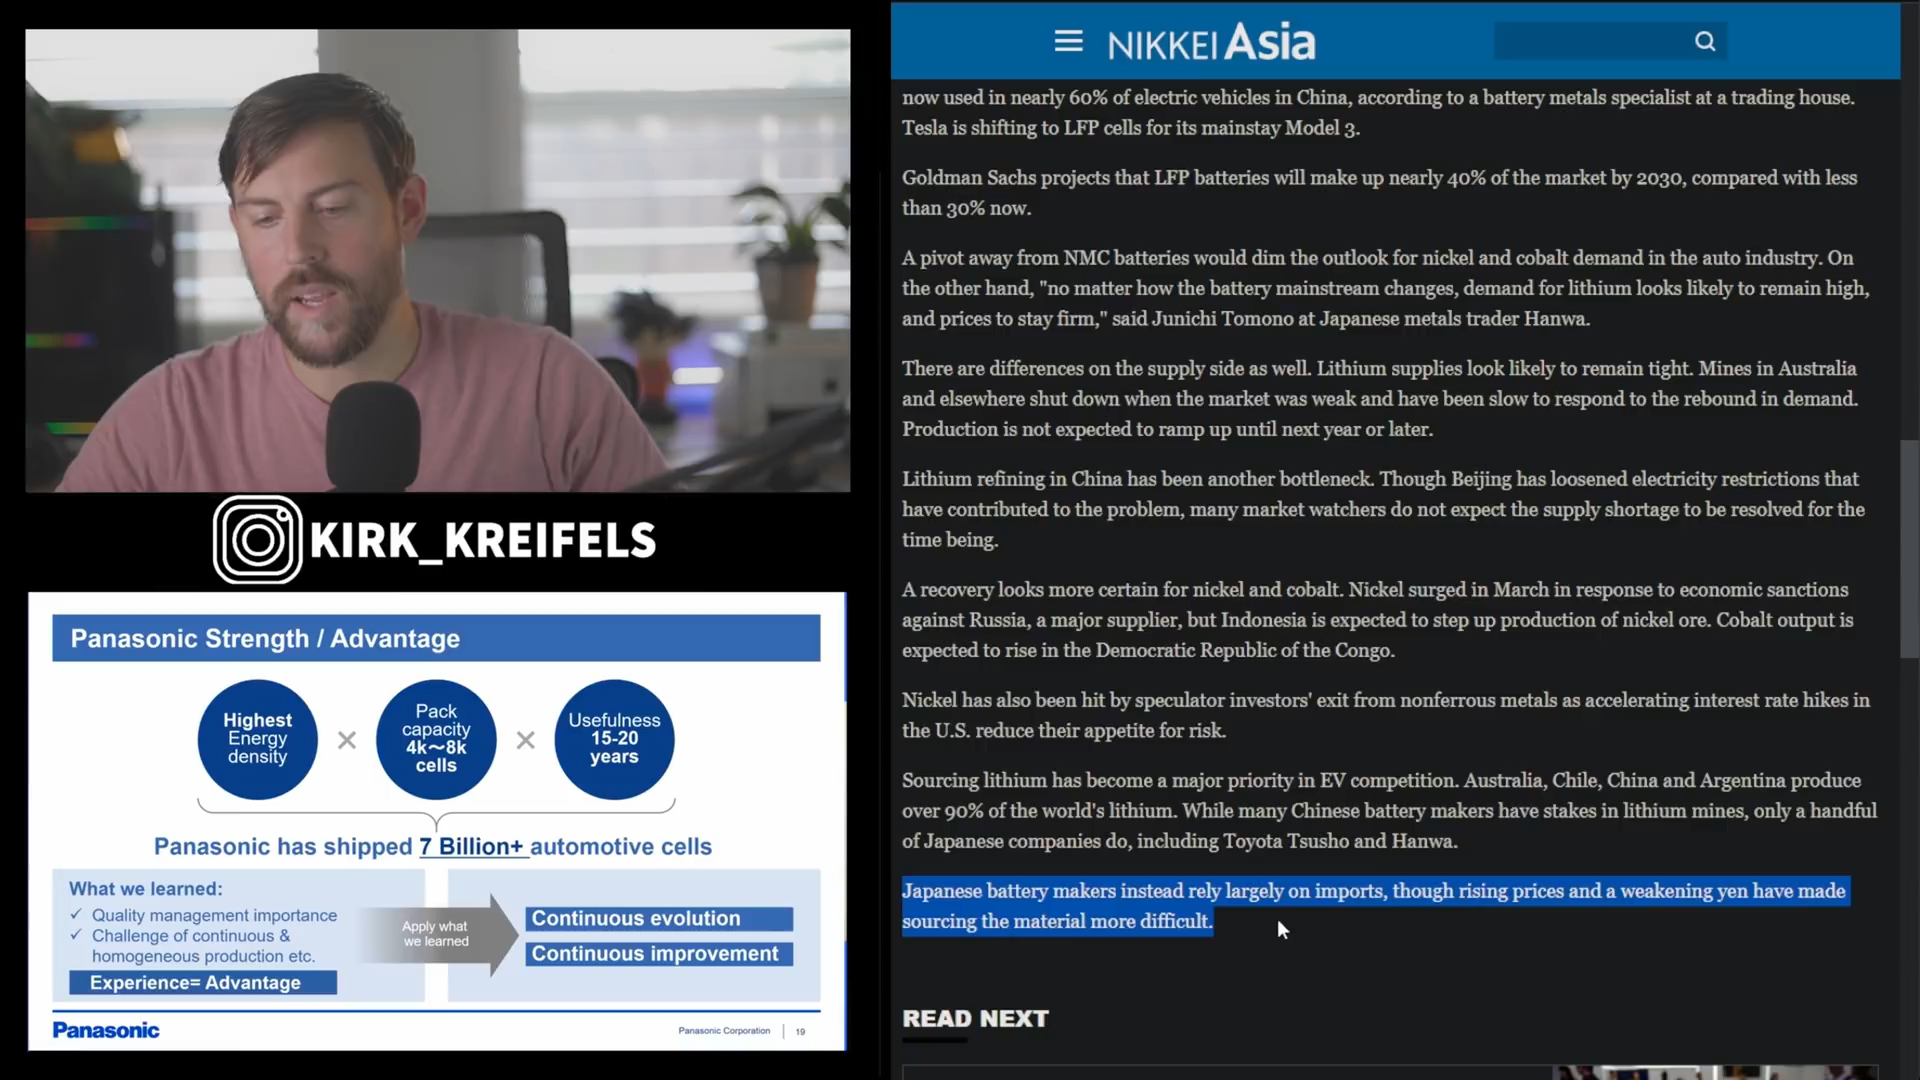 KIRK_KREIFELS
Panasonic Strength / Advantage
Highest
Energy
density
×
Pack
capacity
4k~8k
cells
×
Usefulness
15-20
years
Panasonic has shipped 7 Billion+ automotive cells
What we learned:
✓ Quality management importance
✓ Challenge of continuous &
homogeneous production etc.
Experience= Advantage
Apply what
we learned
Continuous evolution
Continuous improvement
Panasonic
Panasonic Corporation
19
NIKKEI Asia
now used in nearly 60% of electric vehicles in China, according to a battery metals specialist at a trading house.
Tesla is shifting to LFP cells for its mainstay Model 3.
Goldman Sachs projects that LFP batteries will make up nearly 40% of the market by 2030, compared with less
than 30% now.
A pivot away from NMC batteries would dim the outlook for nickel and cobalt demand in the auto industry. On
the other hand, "no matter how the battery mainstream changes, demand for lithium looks likely to remain high,
and prices to stay firm," said Junichi Tomono at Japanese metals trader Hanwa.
There are differences on the supply side as well. Lithium supplies look likely to remain tight. Mines in Australia
and elsewhere shut down when the market was weak and have been slow to respond to the rebound in demand.
Production is not expected to ramp up until next year or later.
Lithium refining in China has been another bottleneck. Though Beijing has loosened electricity restrictions that
have contributed to the problem, many market watchers do not expect the supply shortage to be resolved for the
time being.
A recovery looks more certain for nickel and cobalt. Nickel surged in March in response to economic sanctions
against Russia, a major supplier, but Indonesia is expected to step up production of nickel ore. Cobalt output is
expected to rise in the Democratic Republic of the Congo.
Nickel has also been hit by speculator investors' exit from nonferrous metals as accelerating interest rate hikes in
the U.S. reduce their appetite for risk.
Sourcing lithium has become a major priority in EV competition. Australia, Chile, China and Argentina produce
over 90% of the world's lithium. While many Chinese battery makers have stakes in lithium mines, only a handful
of Japanese companies do, including Toyota Tsusho and Hanwa.
Japanese battery makers instead rely largely on imports, though rising prices and a weakening yen have made
sourcing the material more difficult.
READ NEXT